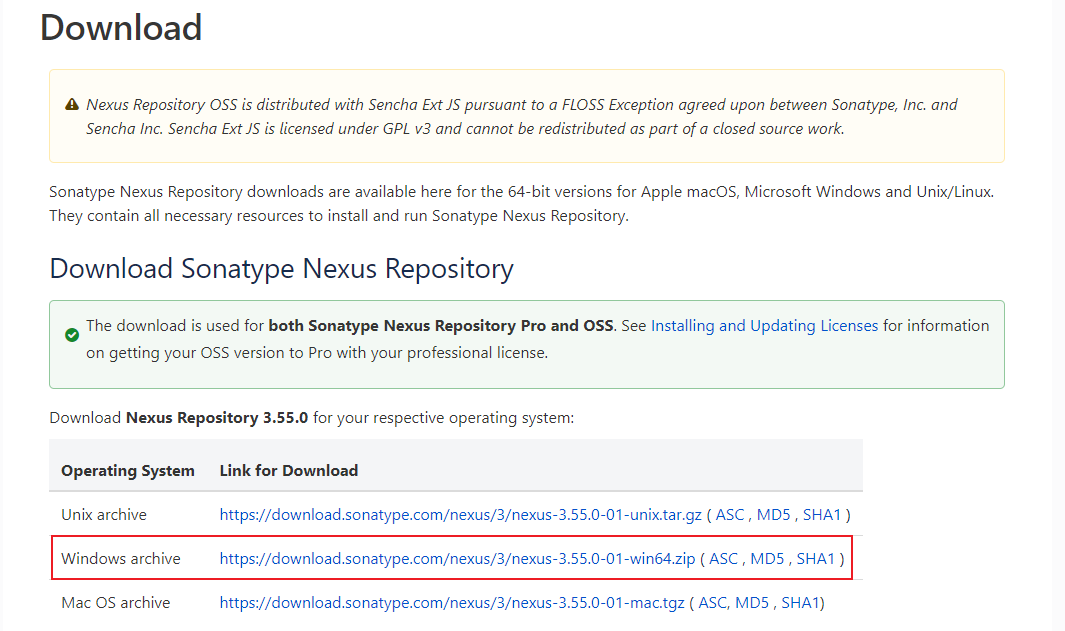 Download
Nexus Repository OSS is distributed with Sencha Ext JS pursuant to a FLOSS Exception agreed upon between Sonatype, Inc. and
Sencha Inc. Sencha Ext JS is licensed under GPL v3 and cannot be redistributed as part of a closed source work.
Sonatype Nexus Repository downloads are available here for the 64-bit versions for Apple macOS, Microsoft Windows and Unix/Linux.
They contain all necessary resources to install and run Sonatype Nexus Repository.
Download Sonatype Nexus Repository
The download is used for both Sonatype Nexus Repository Pro and OSS. See Installing and Updating Licenses for information
on getting your OSS version to Pro with your professional license.
Download Nexus Repository 3.55.0 for your respective operating system:
Operating System Link for Download
Unix archive https://download.sonatype.com/nexus/3/nexus-3.55.0-01-unix.tar.gz ( ASC , MD5 , SHA1 )
Windows archive https://download.sonatype.com/nexus/3/nexus-3.55.0-01-win64.zip ( ASC , MD5 , SHA1 )
Mac OS archive https://download.sonatype.com/nexus/3/nexus-3.55.0-01-mac.tgz ( ASC, MD5 , SHA1)